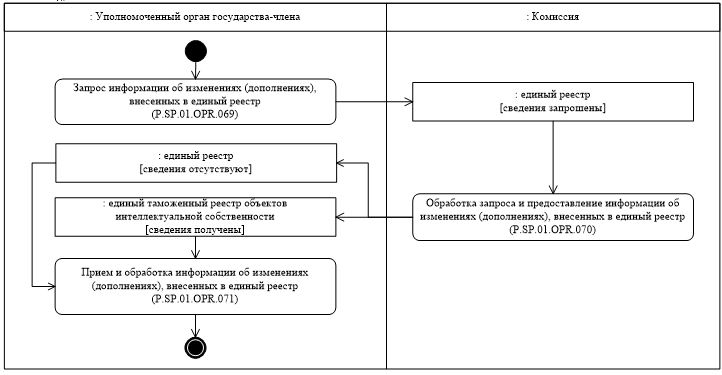 : Уполномоченный орган государства-члена
: Комиссия
Запрос информации об изменениях (дополнениях),
внесенных в единый реестр
(P.SP.01.OPR.069)
: единый реестр
[сведения запрошены]
: единый реестр
[сведения отсутствуют]
: единый таможенный реестр объектов
интеллектуальной собственности
[сведения получены]
Обработка запроса и предоставление информации об
изменениях (дополнениях), внесенных в единый реестр
(P.SP.01.OPR.070)
Прием и обработка информации об изменениях
(дополнениях), внесенных в единый реестр
(P.SP.01.OPR.071)